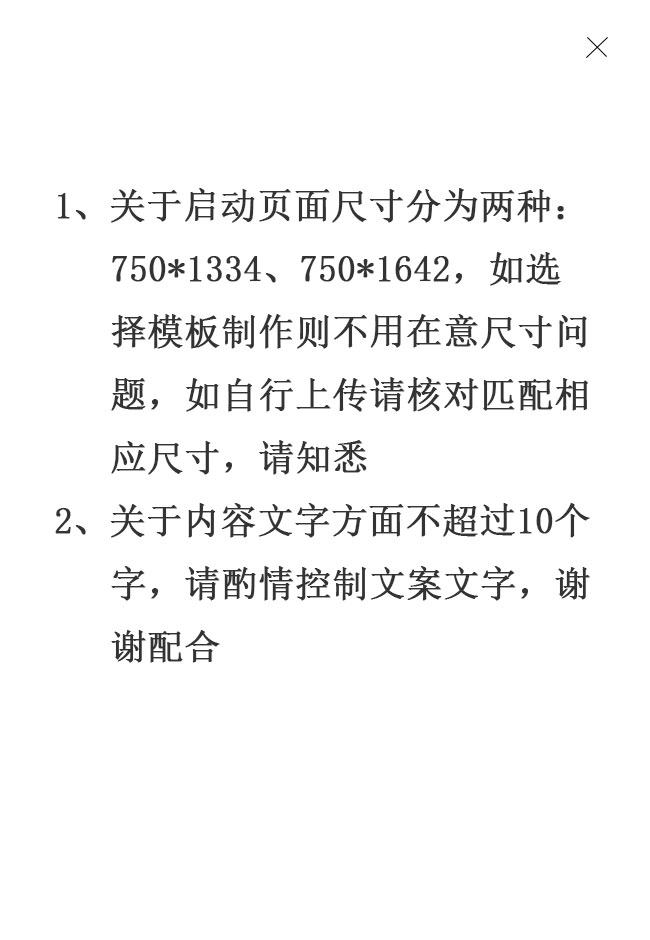 1、关于启动页面尺寸分为两种：
750*1334、750*1642，如选
择模板制作则不用在意尺寸问
题，如自行上传请核对匹配相
应尺寸，请知悉
2、关于内容文字方面不超过10个
字，请酌情控制文案文字，谢
谢配合